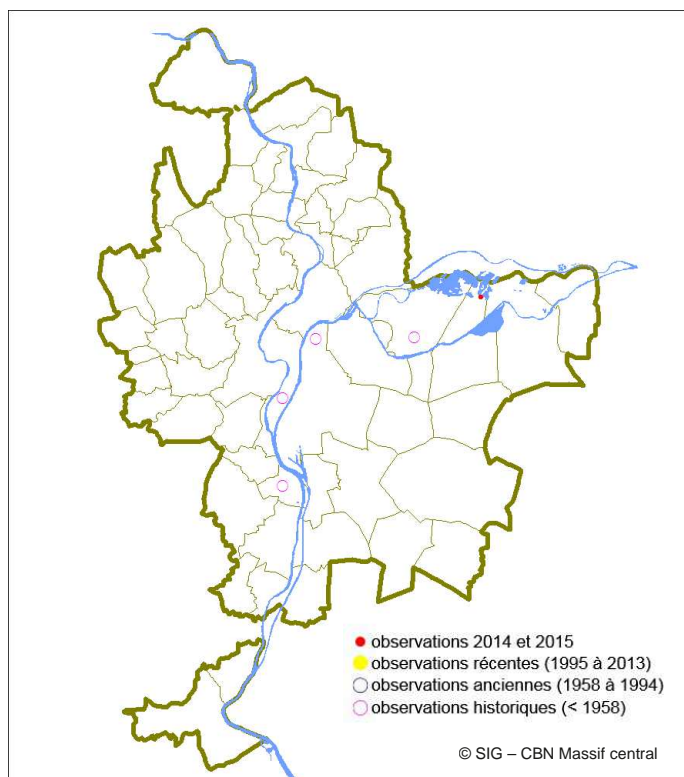 observations 2014 et 2015
observations récentes (1995 à 2013)
observations anciennes (1958 à 1994)
observations historiques (< 1958)
© SIG – CBN Massif central